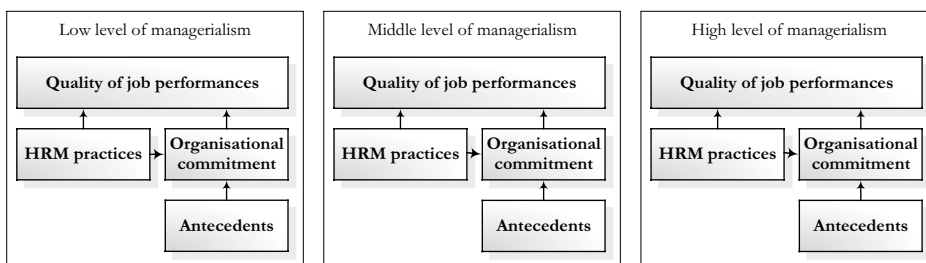 Low level of managerialism
Quality of job performances
HRM practices
Organisational
commitment
Antecedents
Middle level of managerialism
Quality of job performances
HRM practices
Organisational
commitment
Antecedents
High level of managerialism
Quality of job performances
HRM practices
Organisational
commitment
Antecedents